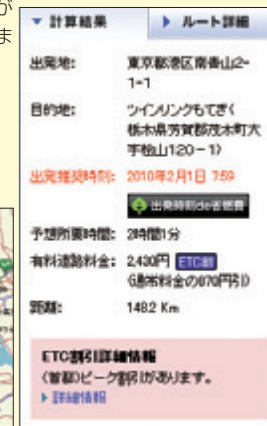 が
ま
計算結果 ルート詳細
出発地: 東京都港区南青山2-
1-1
目的地: ツインリンクもてぎ(
栃木県芳賀郡茂木町大
字桧山120-1)
出発推奨時刻: 2010年2月1日 7:59
出発時刻de省燃費
予想所要時間: 2時間1分
有料道路料金: 2,430円 ETC割
(通常料金の870円引)
距離: 148.2 Km
ETC割引詳細情報
(首都)ピーク割引があります。
詳細情報